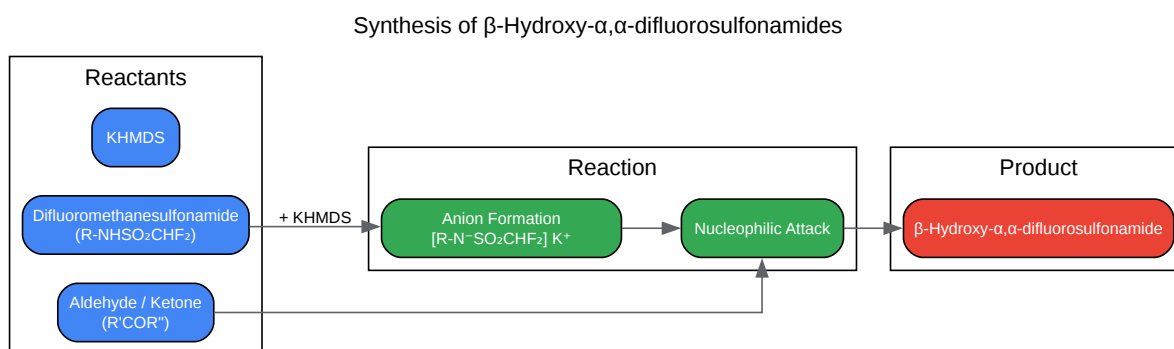 Synthesis of β-Hydroxy-α,α-difluorosulfonamides
Reactants
KHMDS
Difluoromethanesulfonamide
(R-NHSO₂CHF₂)
Aldehyde / Ketone
(R'COR")
+ KHMDS
Reaction
Anion Formation
[R-N⁻SO₂CHF₂] K⁺
Nucleophilic Attack
Product
β-Hydroxy-α,α-difluorosulfonamide